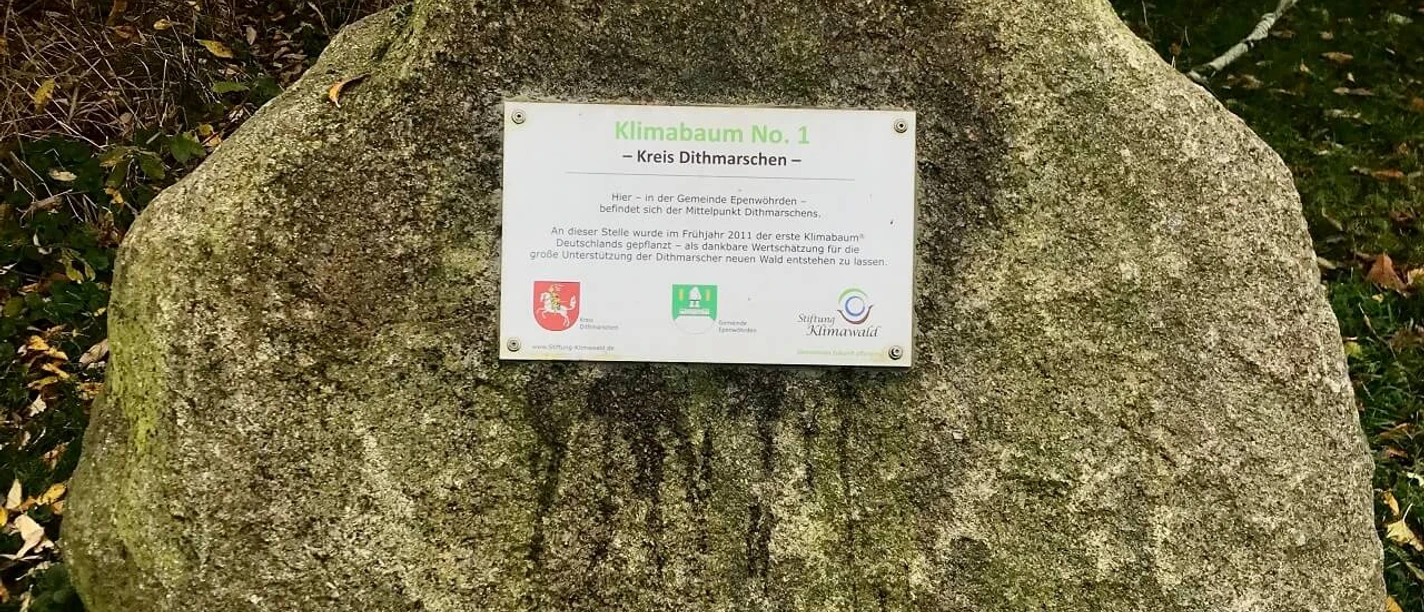 Klimabaum No. 1
– Kreis Dithmarschen –
Hier – in der Gemeinde Epenwöhrden –
befindet sich der Mittelpunkt Dithmarschens.
An dieser Stelle wurde im Frühjahr 2011 der erste Klimabaum®
Deutschlands gepflanzt – als dankbare Wertschätzung für die
große Unterstützung der Dithmarscher neuen Wald entstehen zu lassen.
Kreis
Dithmarschen
Gemeinde
Epenwöhrden
Stiftung
Klimawald
www.Stiftung-Klimawald.de